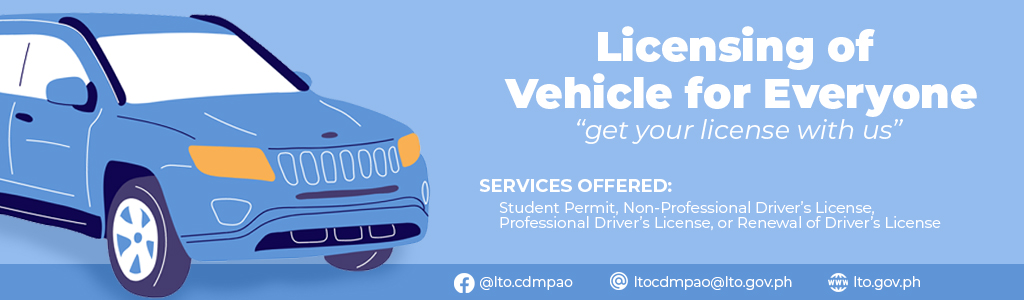 Licensing of
Vehicle for Everyone
“get your license with us”
SERVICES OFFERED:
Student Permit, Non-Professional Driver’s License,
Professional Driver’s License, or Renewal of Driver’s License
@lto.cdmpao
ltocdmpao@lto.gov.ph
www lto.gov.ph